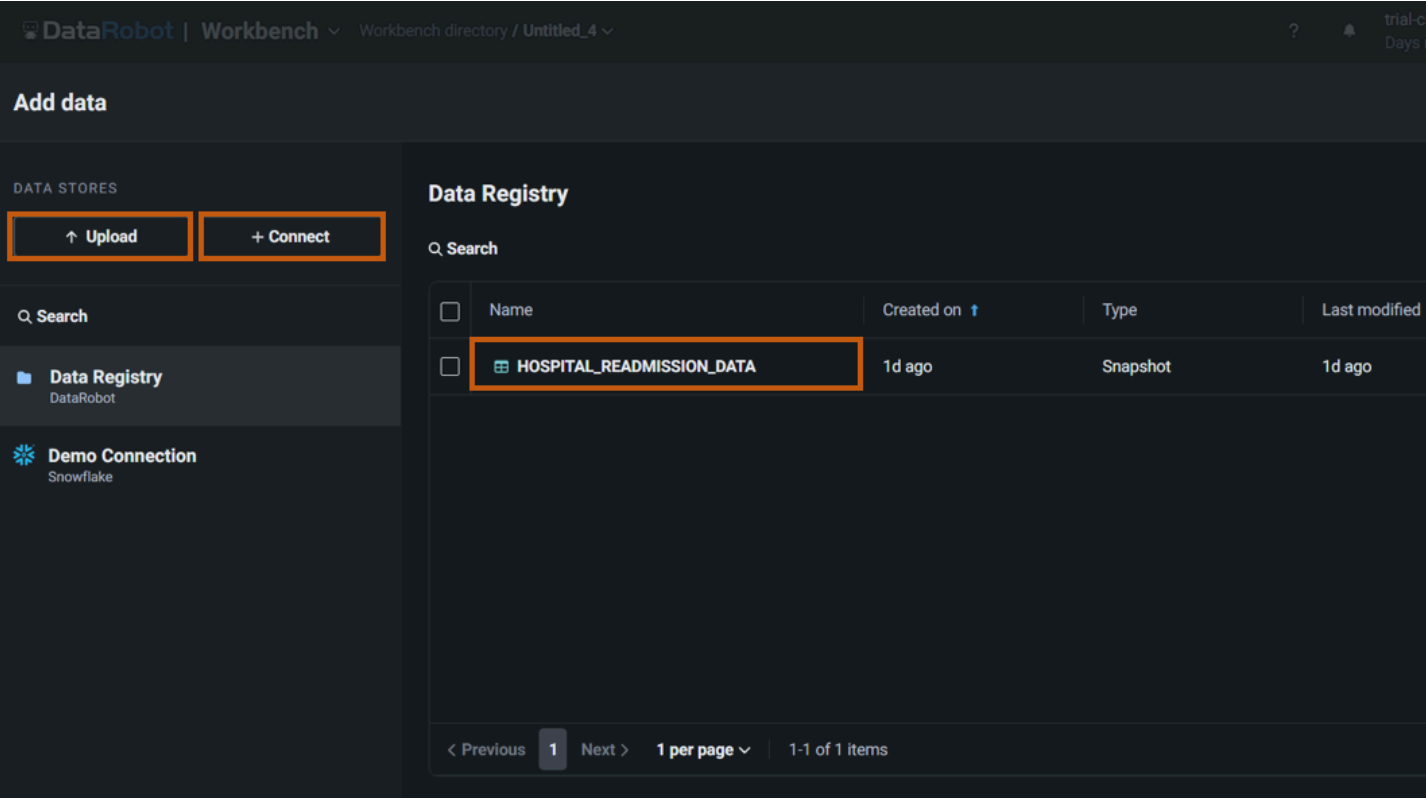 DataRobot | Workbench Workbench directory / Untitled_4 ?
trial-c
Days
Add data
DATA STORES
Upload
+ Connect
Search
Data Registry
DataRobot
Demo Connection
Snowflake
Data Registry
Search
Name Created on Type Last modified
HOSPITAL_READMISSION_DATA 1d ago Snapshot 1d ago
< Previous 1 Next > 1 per page 1-1 of 1 items